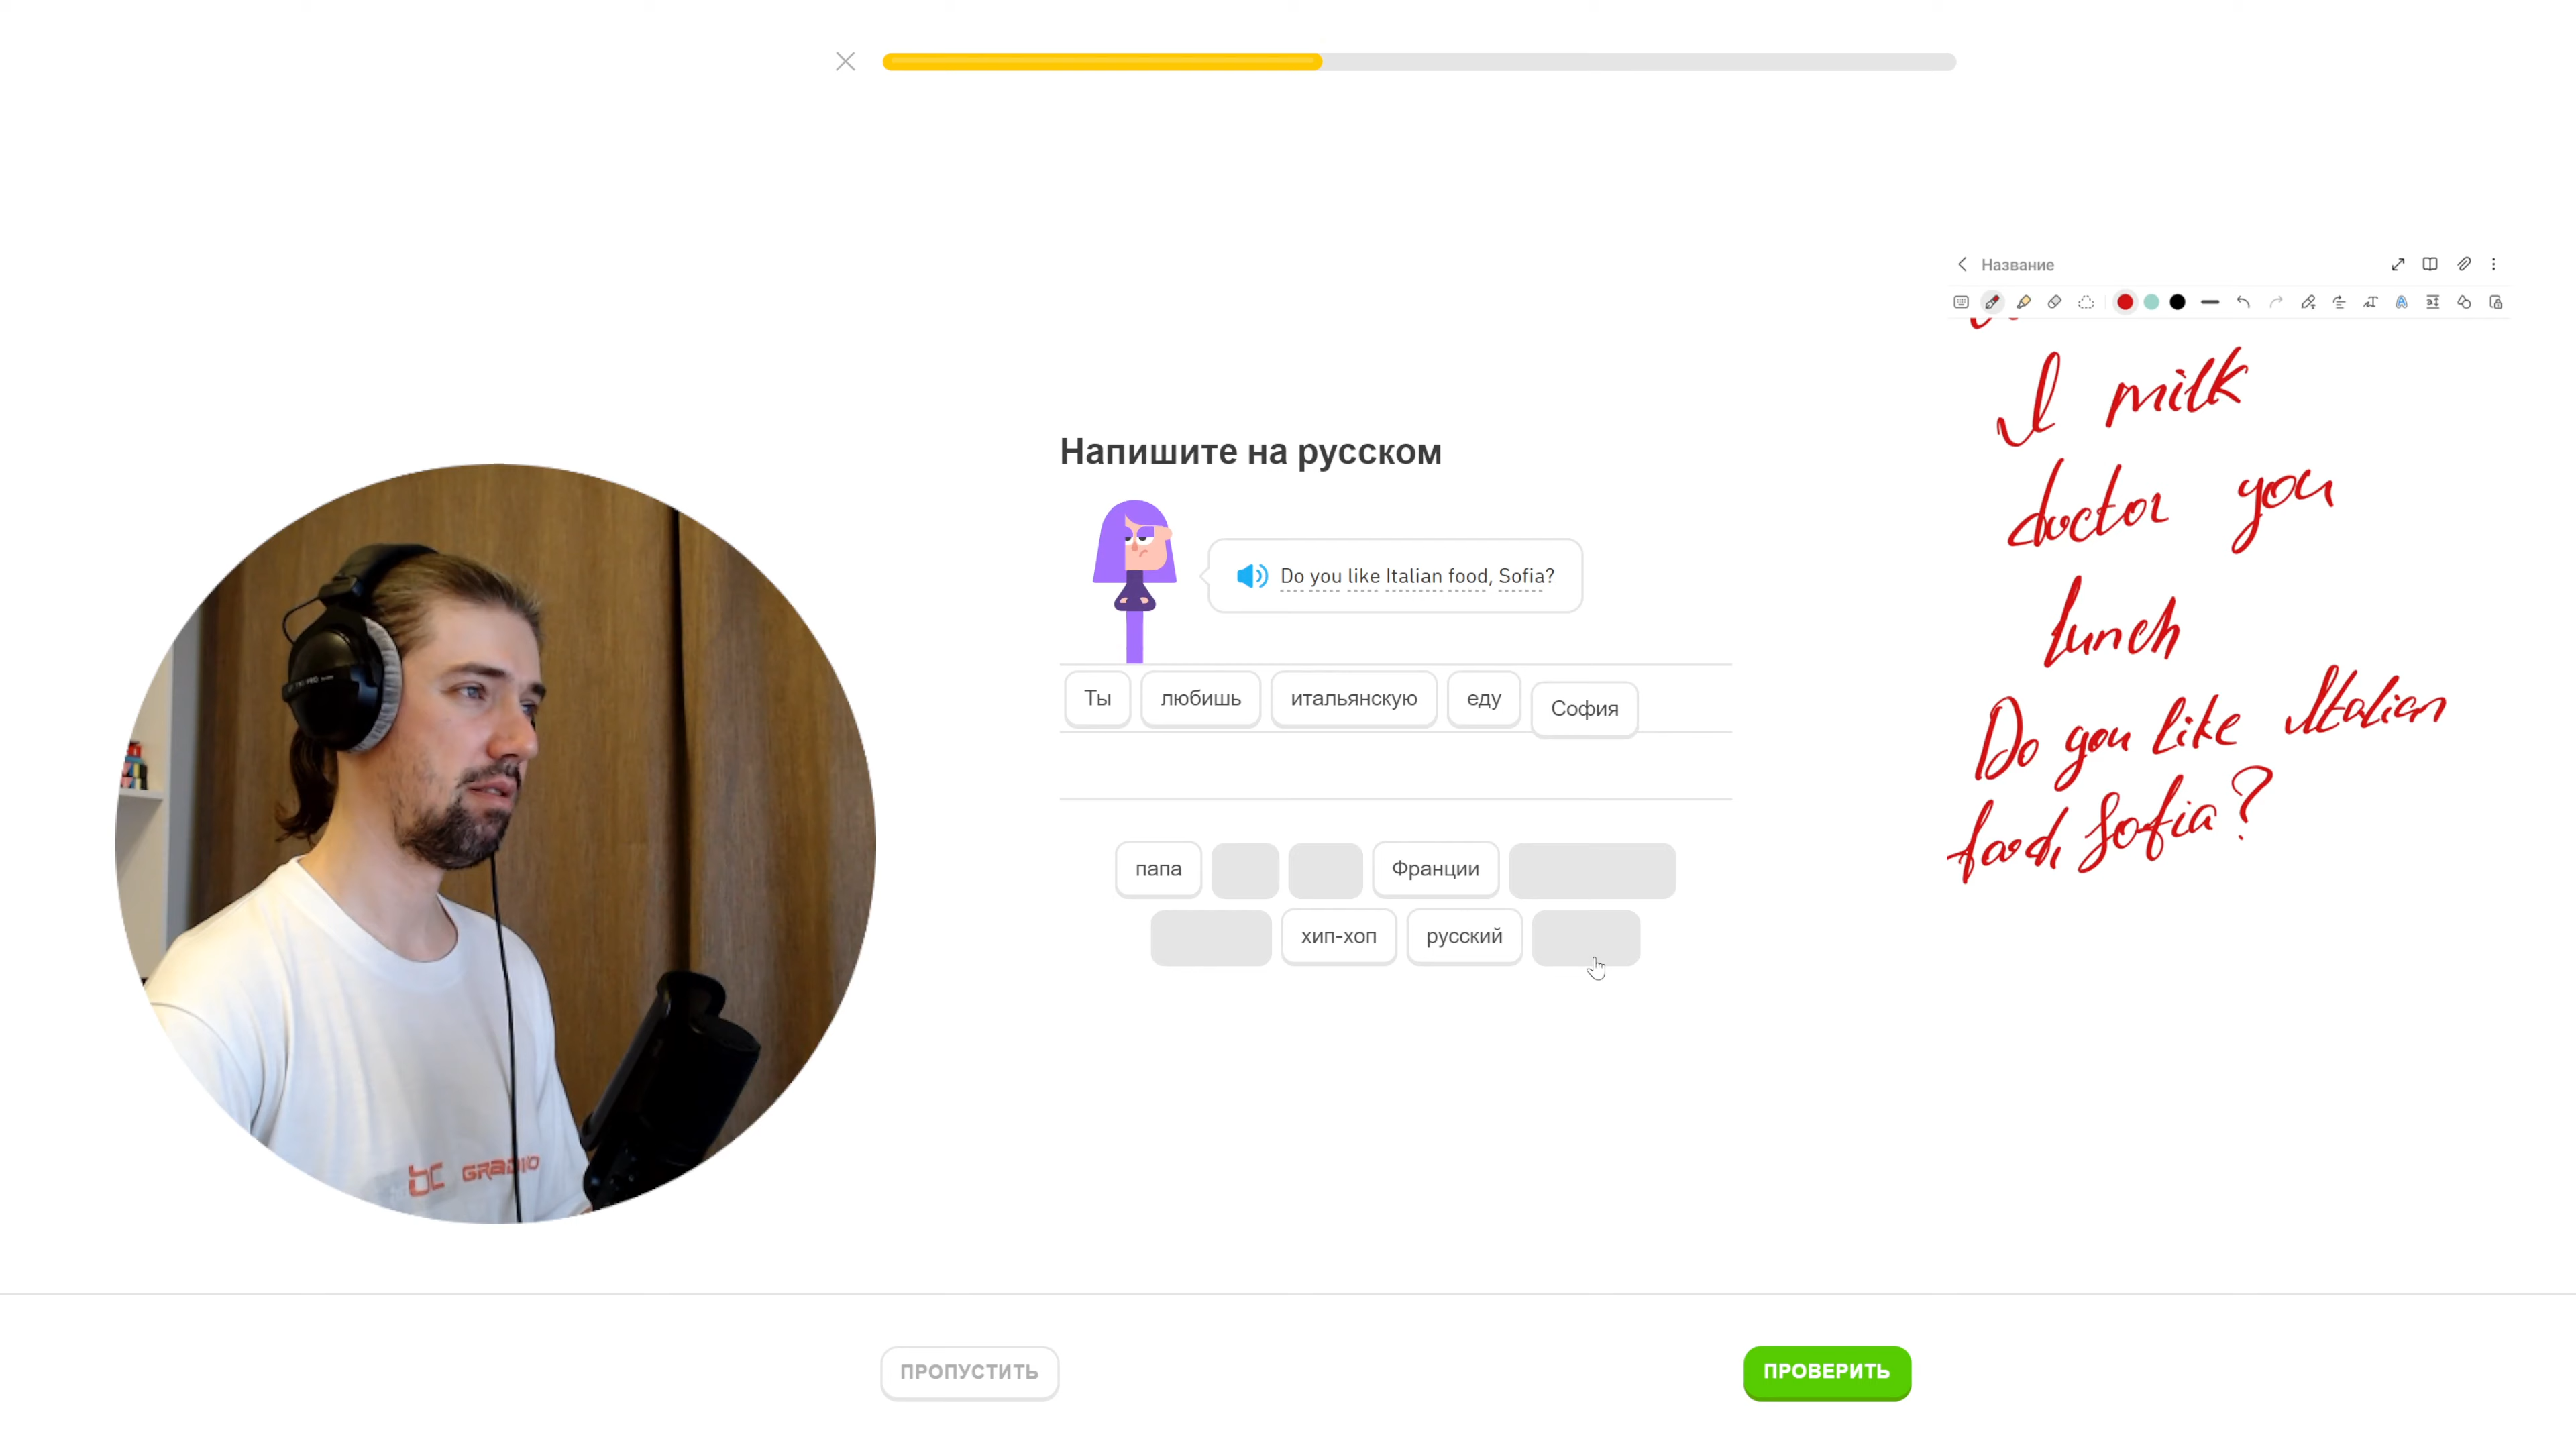 Напишите на русском
Do you like Italian food, Sofia?
Ты любишь итальянскую еду София
папа Франции
хип-хоп русский
ПРОПУСТИТЬ ПРОВЕРИТЬ
Название
I milk
doctor you
lunch
Do you like Italian
food, Sofia?